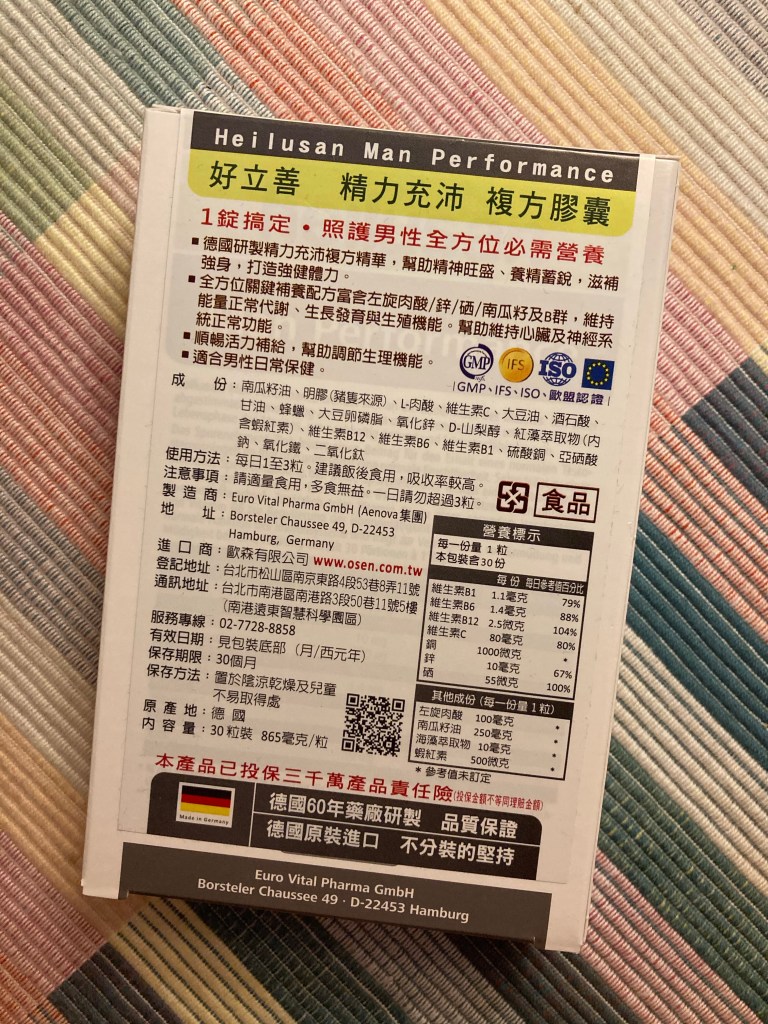 Heilusan Man Performance
好立善 精力充沛 複方膠囊
1錠搞定・照護男性全方位必需營養
▪德國研製精力充沛複方精華，幫助精神旺盛、養精蓄銳，滋補
強身，打造強健體力。
▪全方位關鍵補養配方富含左旋肉酸/鋅/硒/南瓜籽及B群，維持
能量正常代謝、生長發育與生殖機能。幫助維持心臟及神經系
統正常功能。
▪順暢活力補給，幫助調節生理機能。
▪適合男性日常保健。
GMP IFS ISO
GMP、IFS、ISO、歐盟認證
成份：南瓜籽油、明膠(豬隻來源)、L-肉酸、維生素C、大豆油、酒石酸、
甘油、蜂蠟、大豆卵磷脂、氧化鋅、D-山梨醇、紅藻萃取物(內
含蝦紅素)、維生素B12、維生素B6、維生素B1、硫酸銅、亞硒酸
鈉、氧化鐵、二氧化鈦
使用方法：每日1至3粒。建議飯後食用，吸收率較高。
注意事項：請適量食用，多食無益。一日請勿超過3粒。
食品
製造商：Euro Vital Pharma GmbH (Aenova集團)
地址：Borsteler Chaussee 49, D-22453
Hamburg, Germany
進口商：歐森有限公司 www.osen.com.tw
登記地址：台北市松山區南京東路4段53巷8弄11號
通訊地址：台北市南港區南港路3段50巷11號5樓
(南港遠東智慧科學園區)
服務專線：02-7728-8858
有效日期：見包裝底部（月/西元年）
保存期限：30個月
保存方法：置於陰涼乾燥及兒童
不易取得處
原產地：德國
內容量：30粒裝 865毫克/粒
營養標示
每一份量 1 粒
本包裝含30份
每份 每日參考值百分比
維生素B1 1.1毫克 79%
維生素B6 1.4毫克 88%
維生素B12 2.5微克 104%
維生素C 80毫克 80%
銅 1000微克 *
鋅 10毫克 67%
硒 55微克 100%
其他成份 (每一份量1粒)
左旋肉酸 100毫克 *
南瓜籽油 250毫克 *
海藻萃取物 10毫克 *
蝦紅素 500微克 *
* 參考值未訂定
本產品已投保三千萬產品責任險(投保金額不等同理賠金額)
Made in Germany
德國60年藥廠研製 品質保證
德國原裝進口 不分裝的堅持
Euro Vital Pharma GmbH
Borsteler Chaussee 49 · D-22453 Hamburg